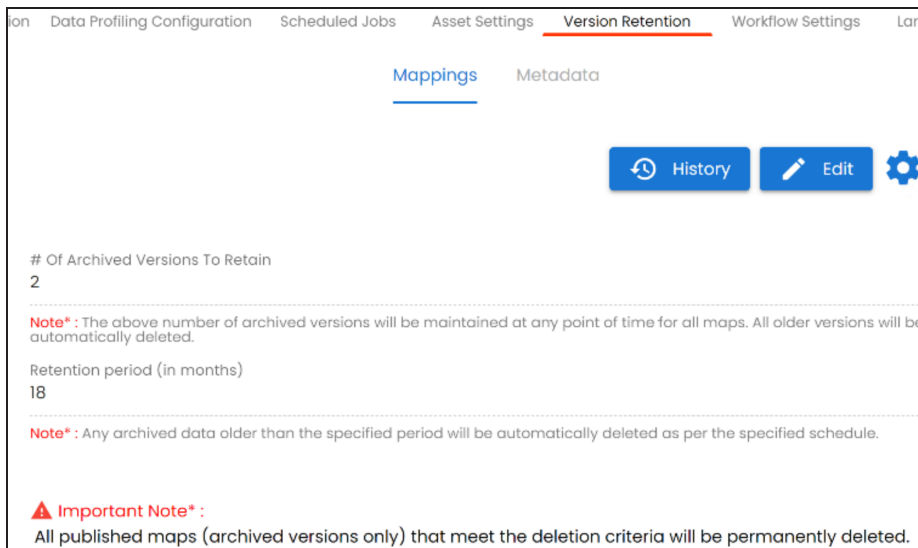 ion Data Profiling Configuration Scheduled Jobs Asset Settings Version Retention Workflow Settings Lar
Mappings Metadata
History Edit
# Of Archived Versions To Retain
2
Note* : The above number of archived versions will be maintained at any point of time for all maps. All older versions will be
automatically deleted.
Retention period (in months)
18
Note* : Any archived data older than the specified period will be automatically deleted as per the specified schedule.
Important Note* :
All published maps (archived versions only) that meet the deletion criteria will be permanently deleted.